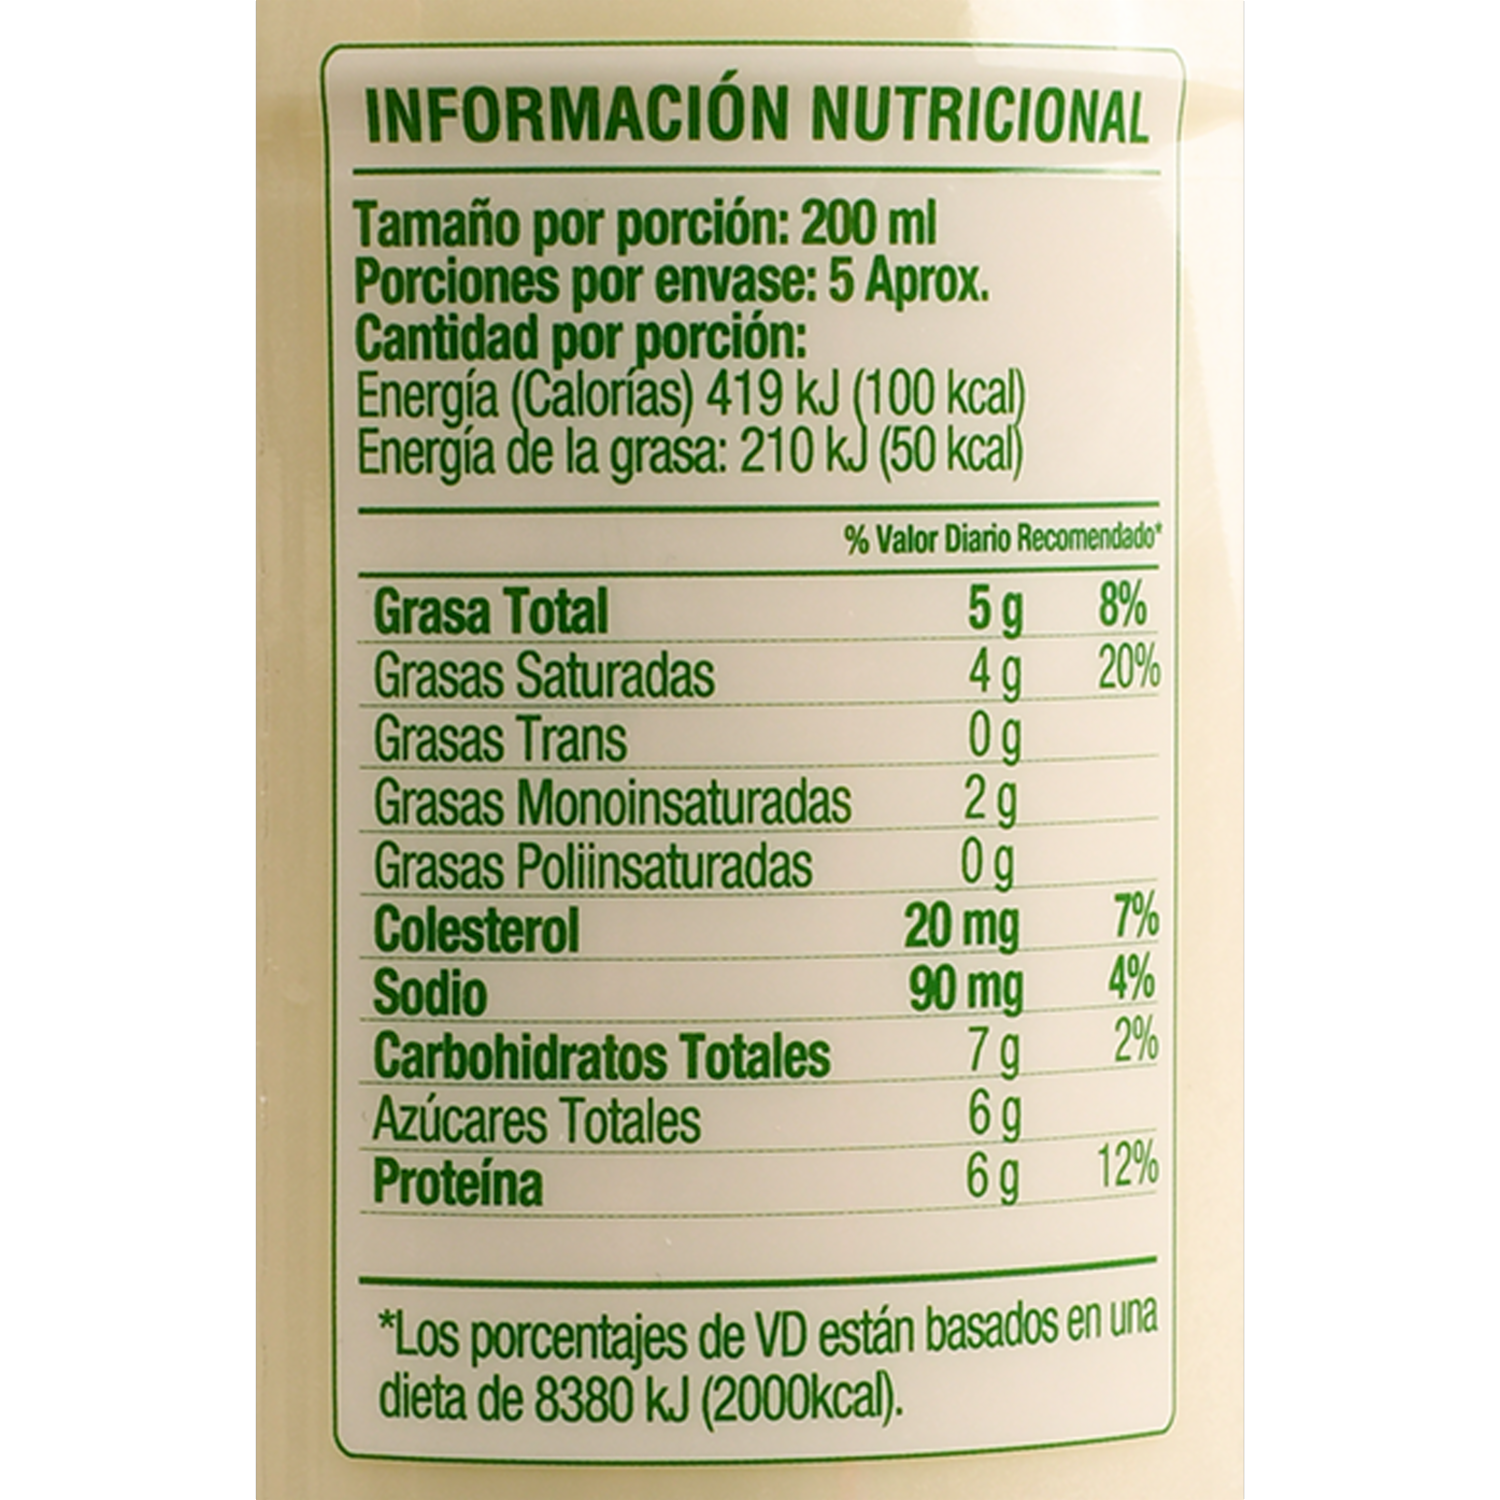 INFORMACIÓN NUTRICIONAL
Tamaño por porción: 200 ml
Porciones por envase: 5 Aprox.
Cantidad por porción:
Energía (Calorías) 419 kJ (100 kcal)
Energía de la grasa: 210 kJ (50 kcal)
% Valor Diario Recomendado*
Grasa Total 5 g 8%
Grasas Saturadas 4 g 20%
Grasas Trans 0 g
Grasas Monoinsaturadas 2 g
Grasas Poliinsaturadas 0 g
Colesterol 20 mg 7%
Sodio 90 mg 4%
Carbohidratos Totales 7 g 2%
Azúcares Totales 6 g
Proteína 6 g 12%
*Los porcentajes de VD están basados en una
dieta de 8380 kJ (2000kcal).